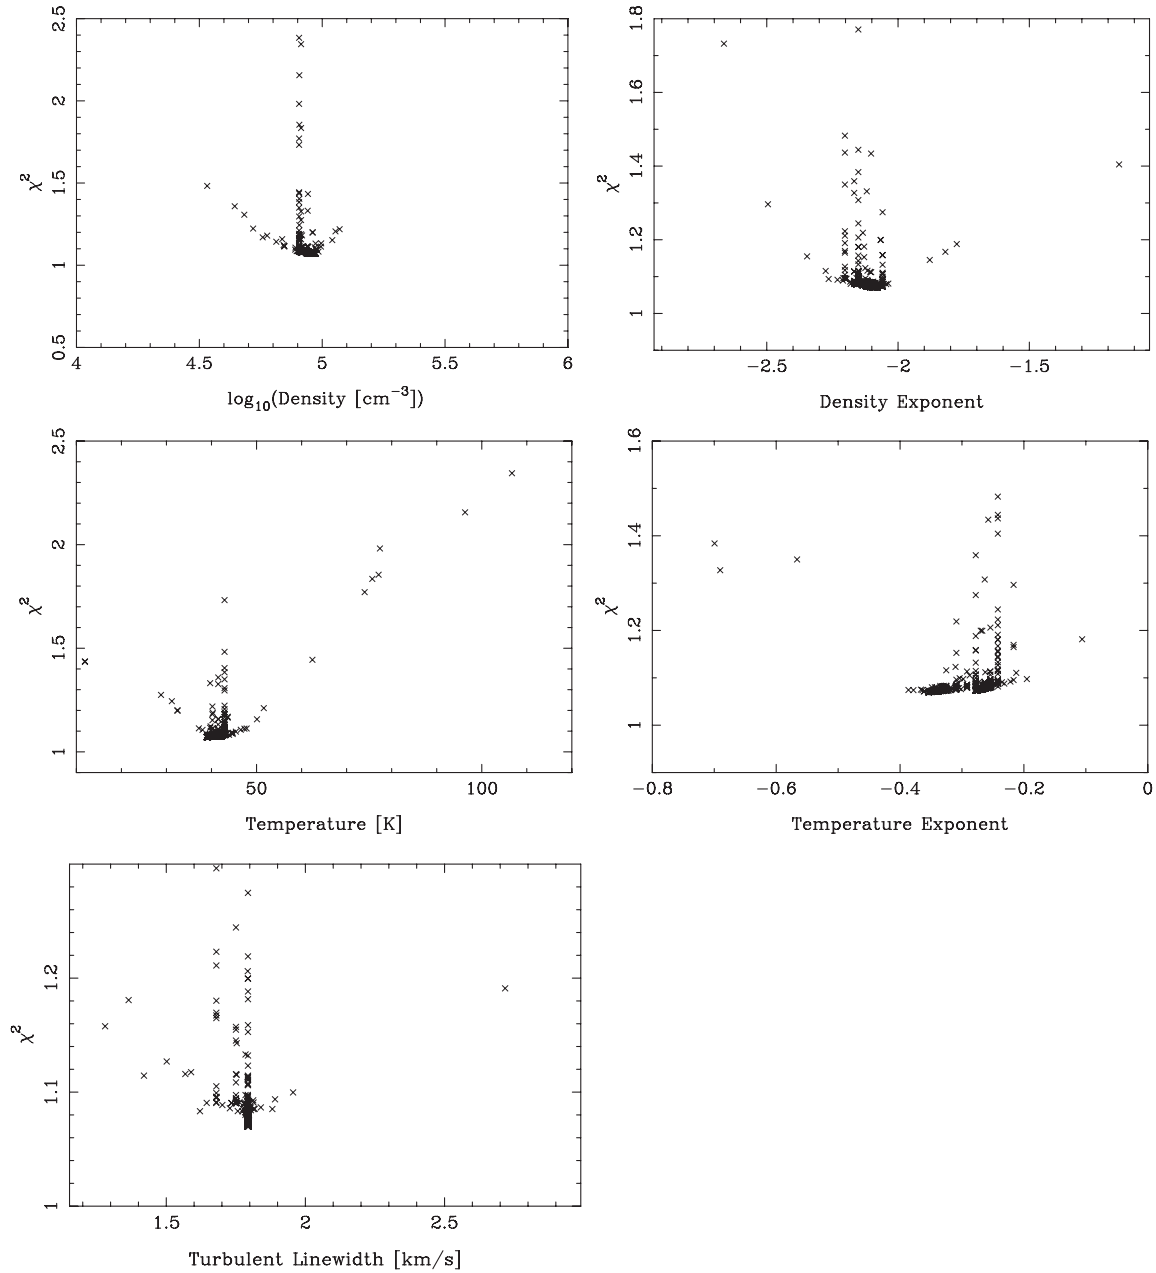 2.5
2
1.5
1
0.5
χ²
4 4.5 5 5.5 6
log₁₀(Density [cm⁻³])
1.8
1.6
1.4
1.2
1
χ²
−2.5 −2 −1.5
Density Exponent
2.5
2
1.5
1
χ²
50 100
Temperature [K]
1.6
1.4
1.2
1
χ²
−0.8 −0.6 −0.4 −0.2 0
Temperature Exponent
1.2
1.1
1
χ²
1.5 2 2.5
Turbulent Linewidth [km/s]